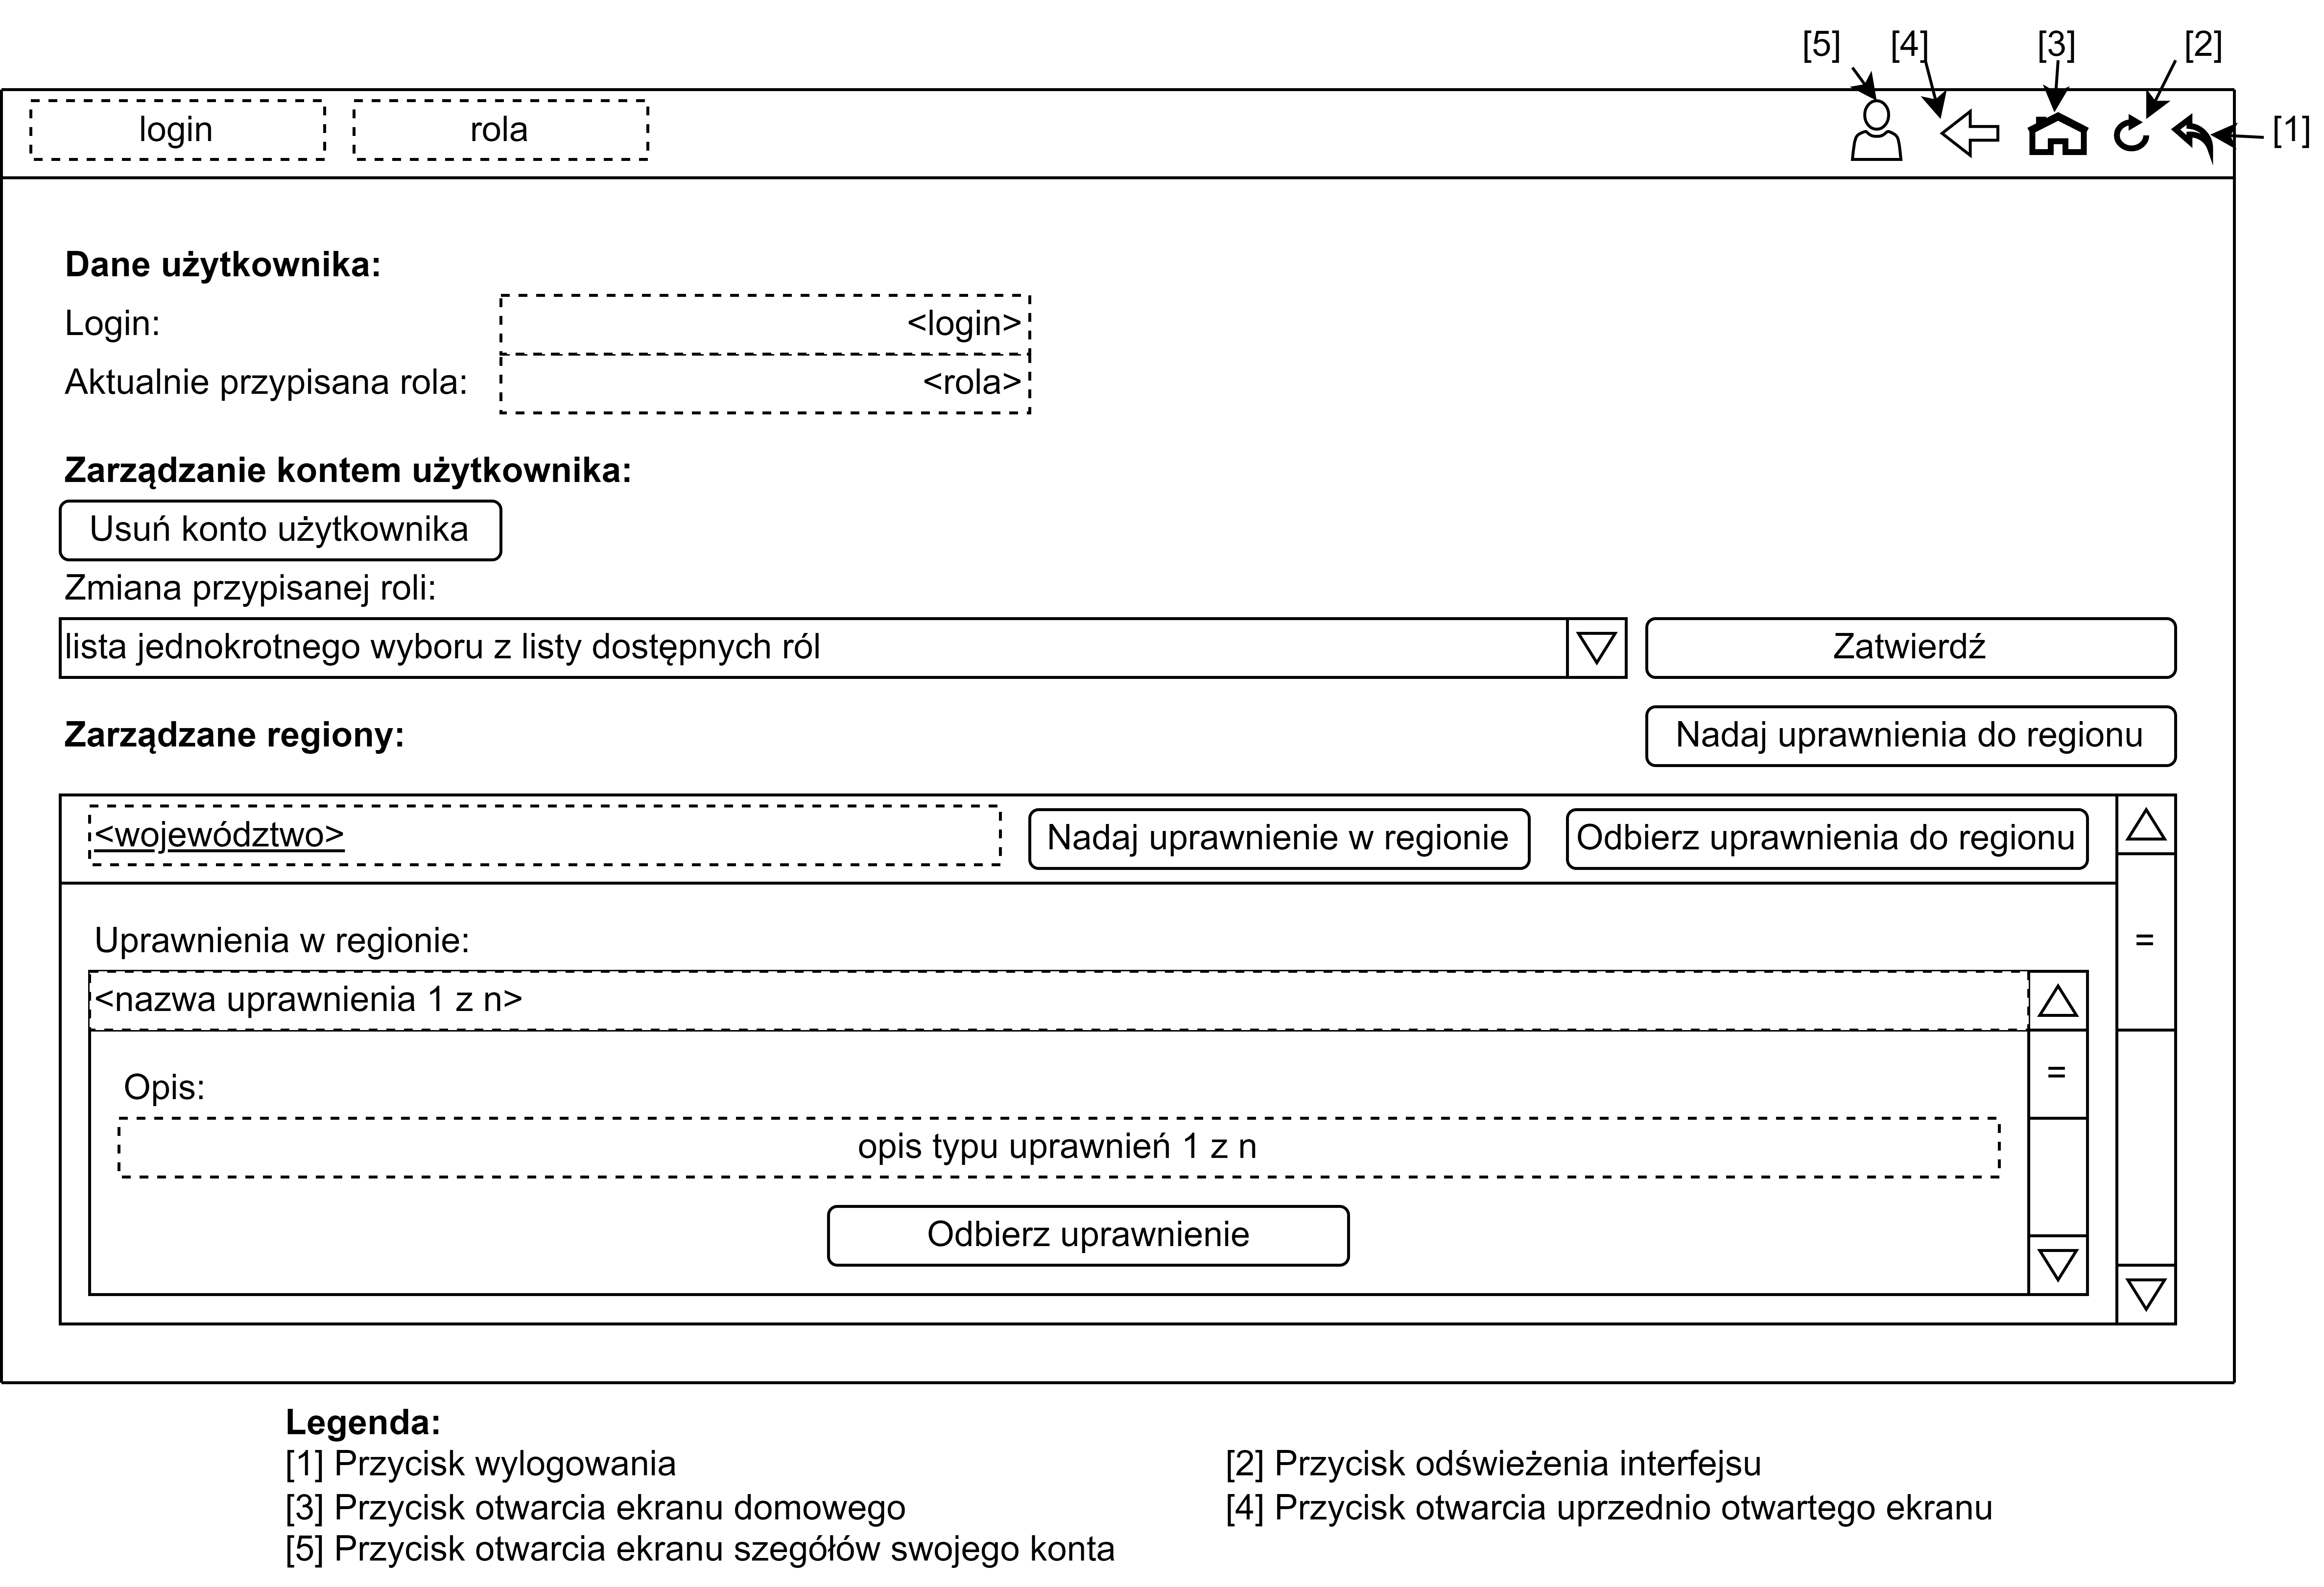 [5] [4] [3] [2]
login rola [1]
Dane użytkownika:
Login: <login>
Aktualnie przypisana rola: <rola>
Zarządzanie kontem użytkownika:
Usuń konto użytkownika
Zmiana przypisanej roli:
lista jednokrotnego wyboru z listy dostępnych ról Zatwierdź
Zarządzane regiony: Nadaj uprawnienia do regionu
<województwo> Nadaj uprawnienie w regionie Odbierz uprawnienia do regionu
=
Uprawnienia w regionie:
<nazwa uprawnienia 1 z n>
=
Opis:
opis typu uprawnień 1 z n
Odbierz uprawnienie
Legenda:
[1] Przycisk wylogowania [2] Przycisk odświeżenia interfejsu
[3] Przycisk otwarcia ekranu domowego [4] Przycisk otwarcia uprzednio otwartego ekranu
[5] Przycisk otwarcia ekranu szegółów swojego konta